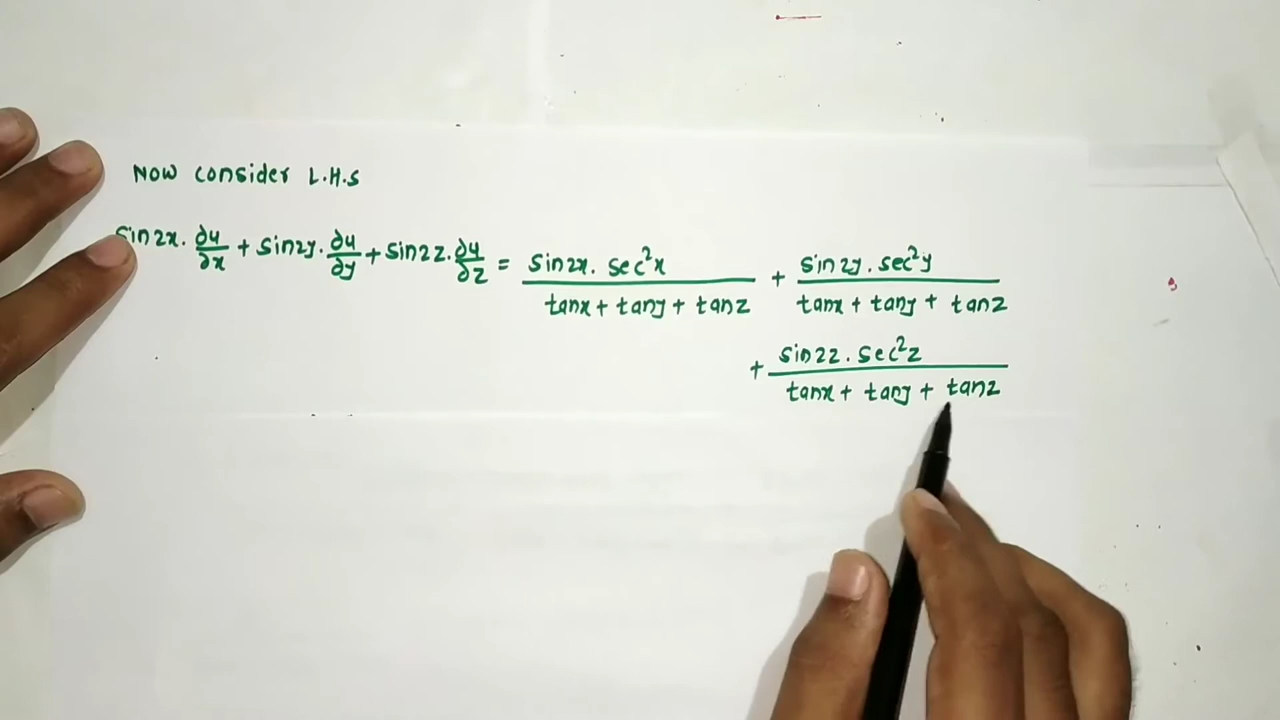 Now consider L.H.S
sin2x. ∂u/∂x + sin2y. ∂u/∂y + sin2z. ∂u/∂z = sin2x. sec²x / tanx + tany + tanz + sin2y. sec²y / tanx + tany + tanz
+ sin2z. sec²z / tanx + tany + tanz